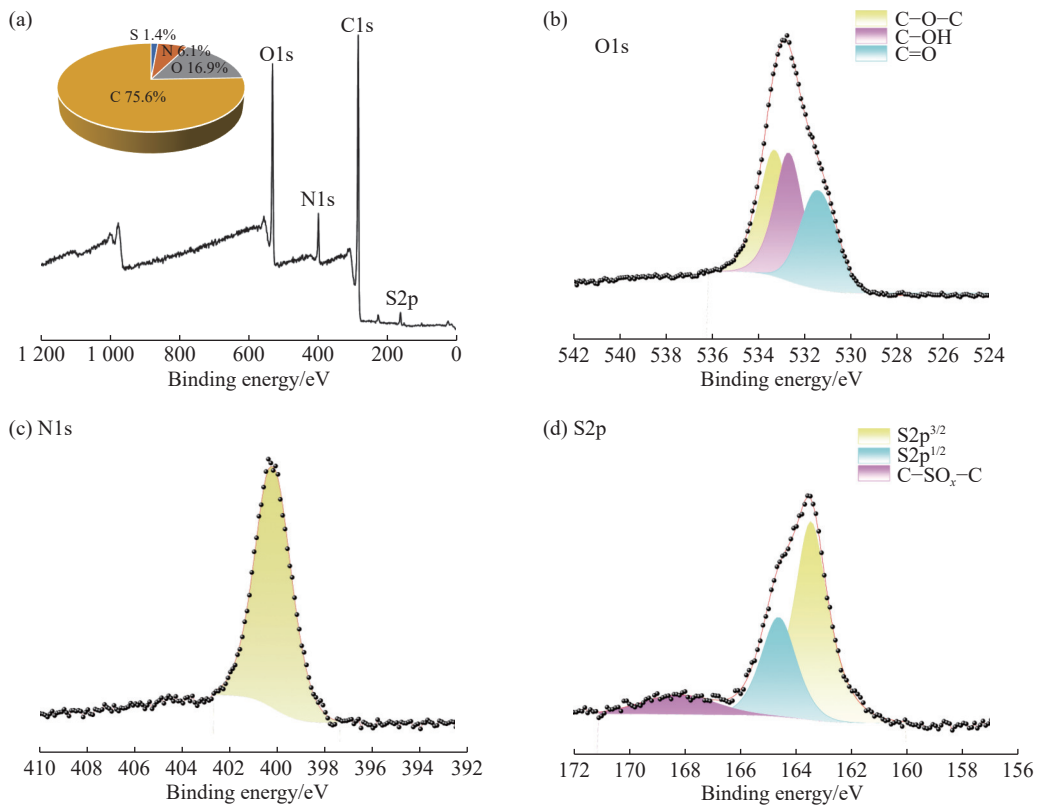 (a)
S 1.4%
N 6.1%
O 16.9%
C 75.6%
O1s
C1s
N1s
S2p
1 200 1 000 800 600 400 200 0
Binding energy/eV
(b)
O1s
C−O−C
C−OH
C=O
542 540 538 536 534 532 530 528 526 524
Binding energy/eV
(c) N1s
410 408 406 404 402 400 398 396 394 392
Binding energy/eV
(d) S2p
S2p3/2
S2p1/2
C−SOx−C
172 170 168 166 164 162 160 158 156
Binding energy/eV